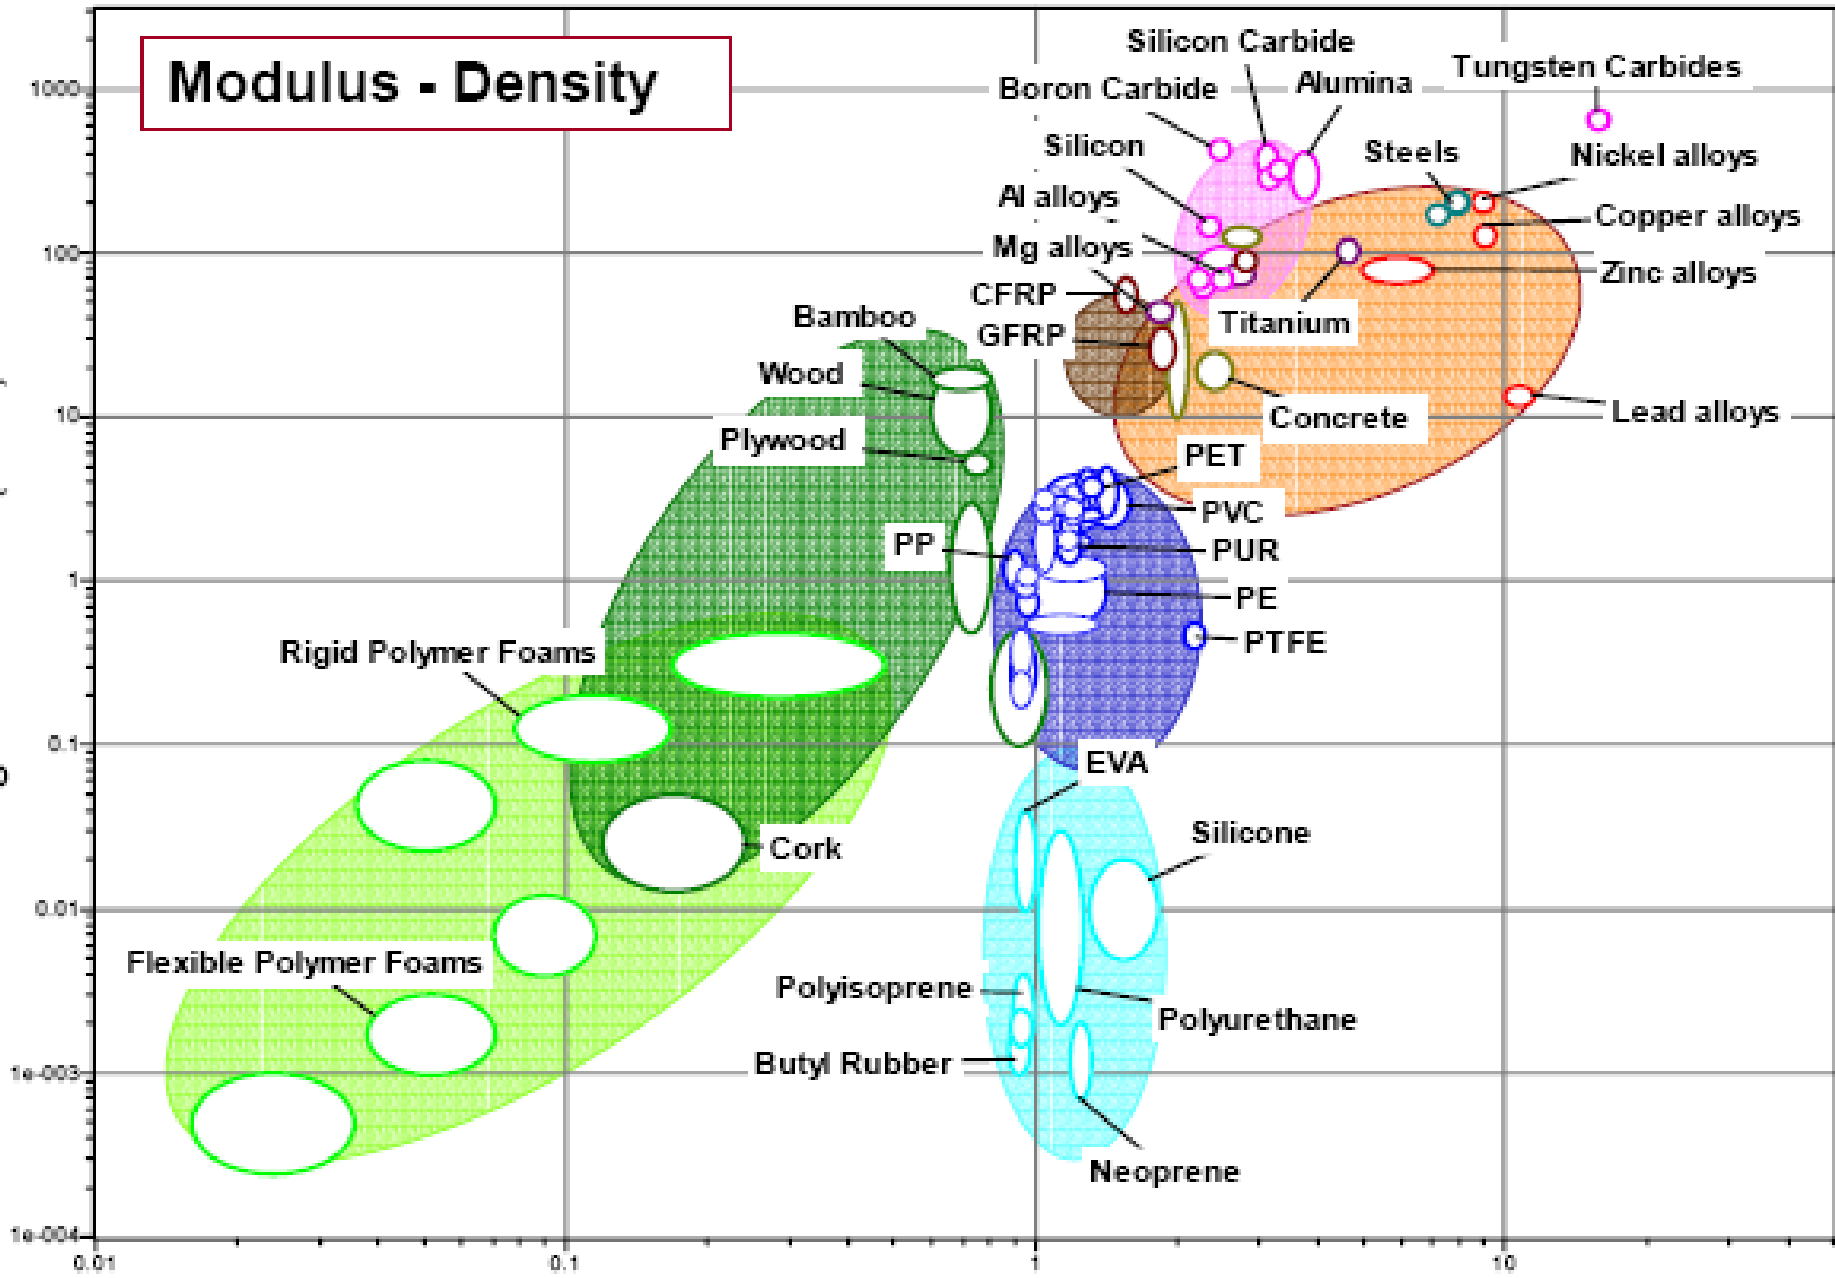 Modulus - Density
Silicon Carbide
Tungsten Carbides
Boron Carbide
Alumina
1000
Silicon
Steels
Nickel alloys
Al alloys
Copper alloys
Mg alloys
100
Zinc alloys
CFRP
Bamboo
Titanium
GFRP
Wood
10
Concrete
Lead alloys
Plywood
PET
PVC
PP
PUR
1
PE
PTFE
Rigid Polymer Foams
0.1
EVA
Silicone
Cork
0.01
Flexible Polymer Foams
Polyisoprene
Polyurethane
Butyl Rubber
1e-003
Neoprene
1e-004
0.01
0.1
1
10